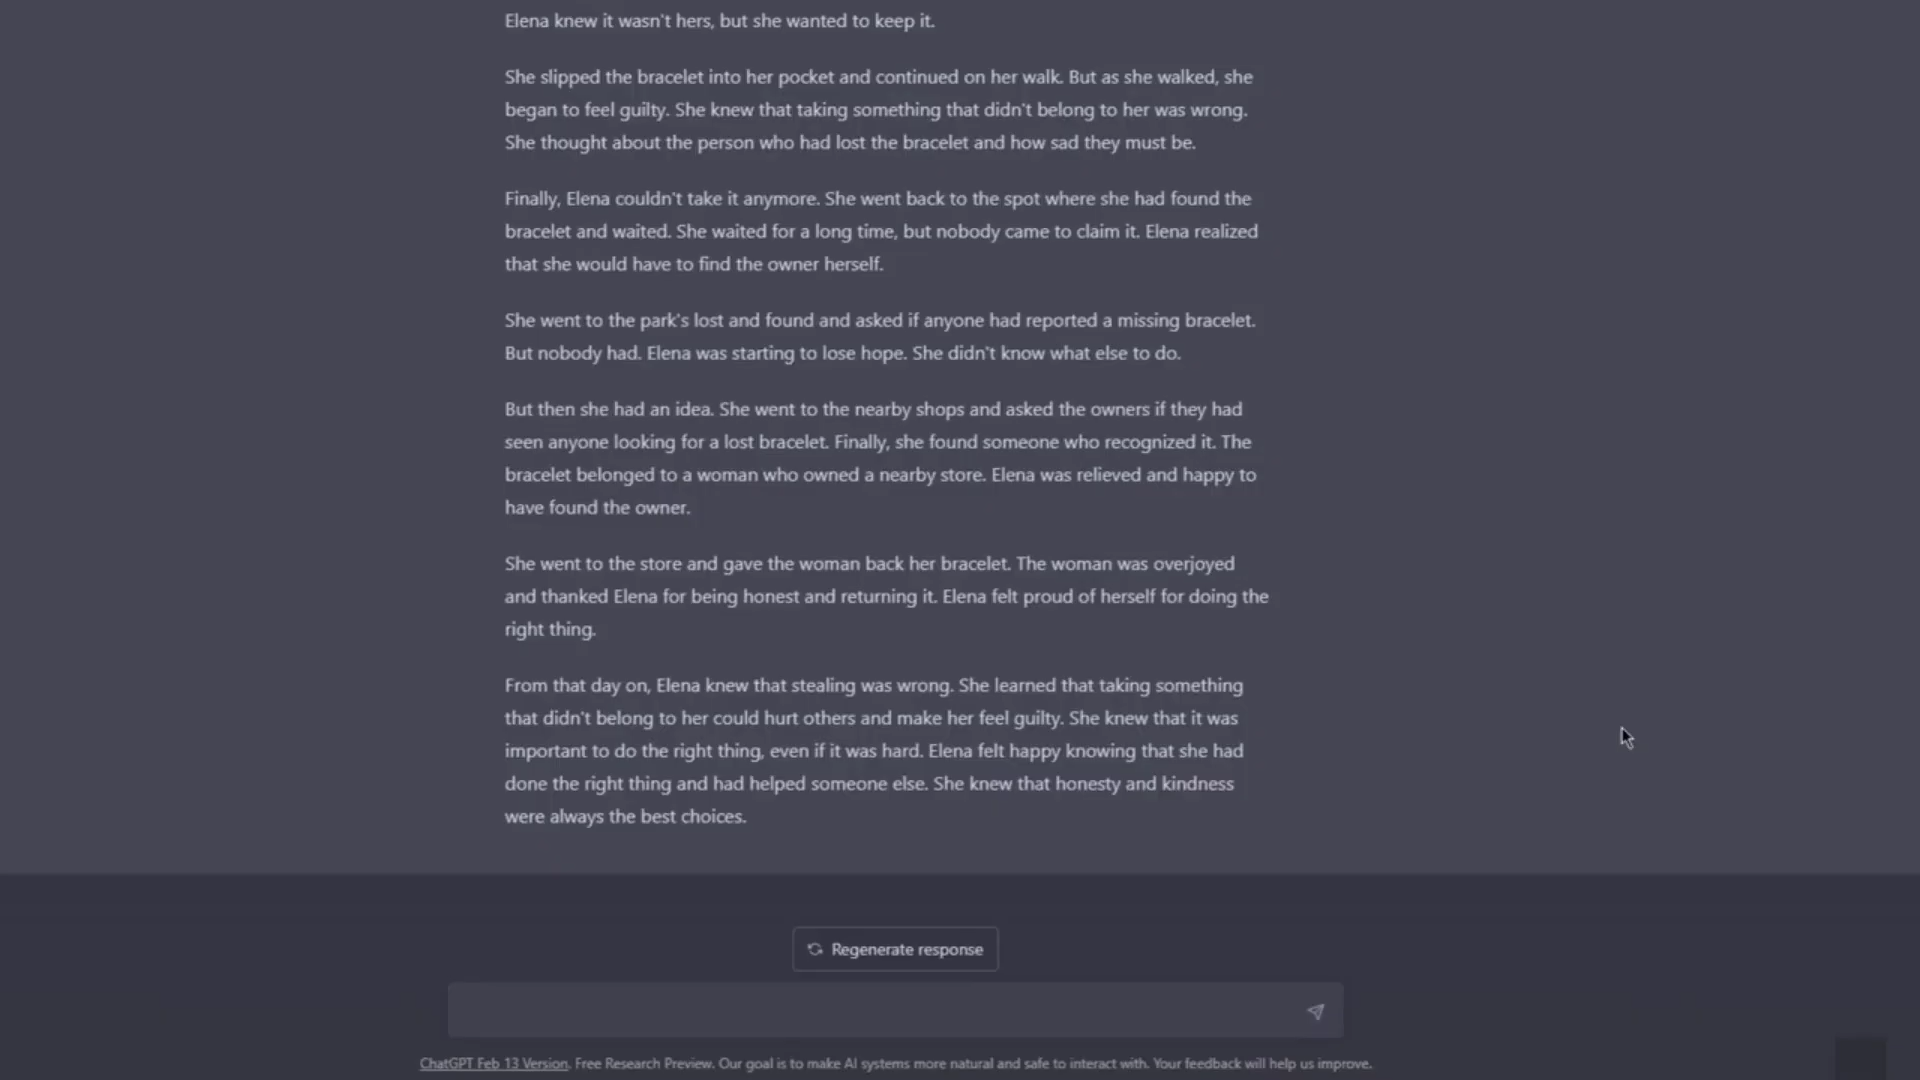 Elena knew it wasn't hers, but she wanted to keep it.
She slipped the bracelet into her pocket and continued on her walk. But as she walked, she
began to feel guilty. She knew that taking something that didn't belong to her was wrong.
She thought about the person who had lost the bracelet and how sad they must be.
Finally, Elena couldn't take it anymore. She went back to the spot where she had found the
bracelet and waited. She waited for a long time, but nobody came to claim it. Elena realized
that she would have to find the owner herself.
She went to the park's lost and found and asked if anyone had reported a missing bracelet.
But nobody had. Elena was starting to lose hope. She didn't know what else to do.
But then she had an idea. She went to the nearby shops and asked the owners if they had
seen anyone looking for a lost bracelet. Finally, she found someone who recognized it. The
bracelet belonged to a woman who owned a nearby store. Elena was relieved and happy to
have found the owner.
She went to the store and gave the woman back her bracelet. The woman was overjoyed
and thanked Elena for being honest and returning it. Elena felt proud of herself for doing the
right thing.
From that day on, Elena knew that stealing was wrong. She learned that taking something
that didn't belong to her could hurt others and make her feel guilty. She knew that it was
important to do the right thing, even if it was hard. Elena felt happy knowing that she had
done the right thing and had helped someone else. She knew that honesty and kindness
were always the best choices.
Regenerate response
ChatGPT Feb 13 Version. Free Research Preview. Our goal is to make AI systems more natural and safe to interact with. Your feedback will help us improve.